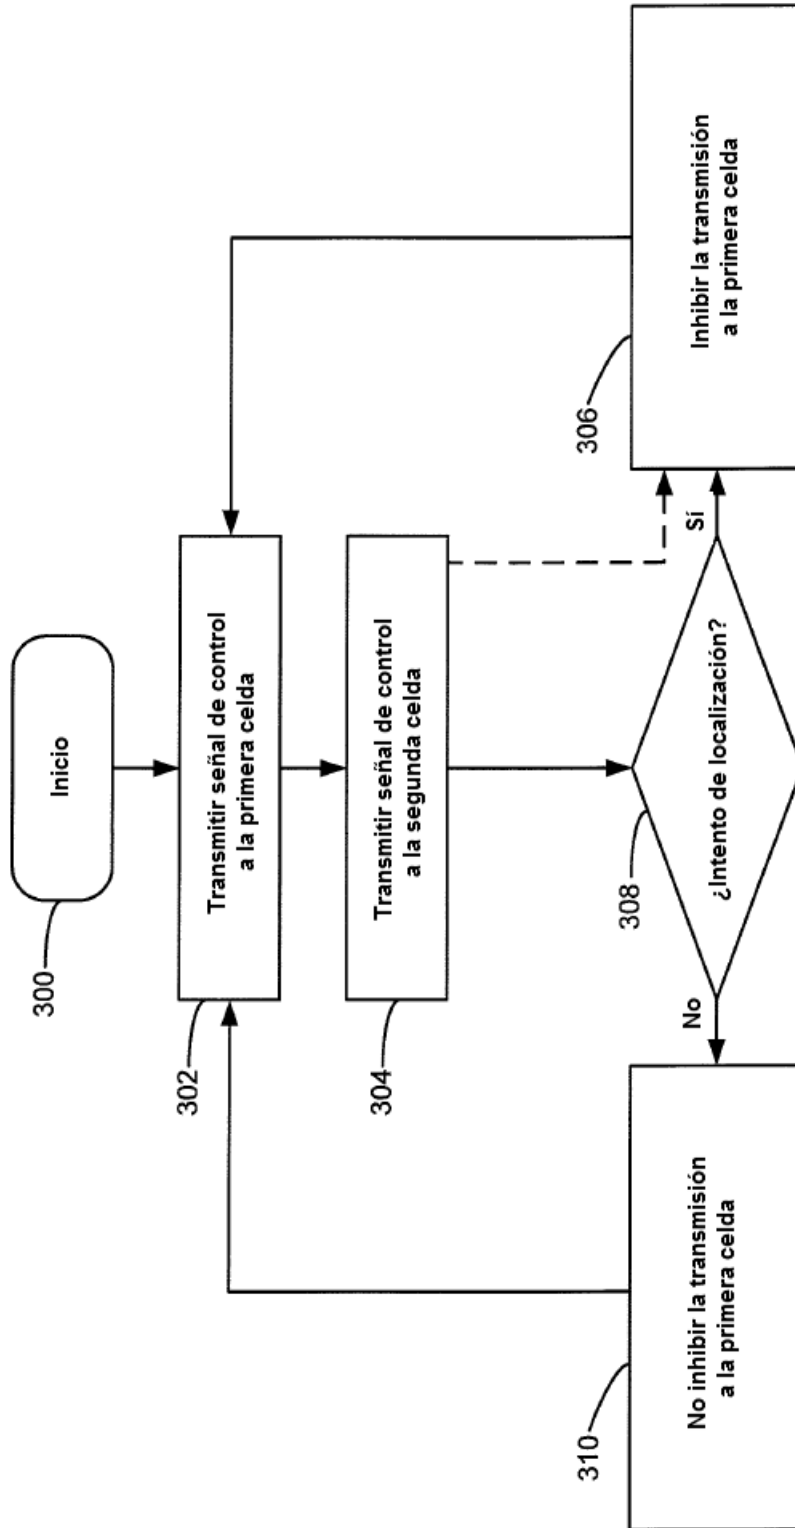 Inicio
300
Transmitir señal de control
a la primera celda
302
Transmitir señal de control
a la segunda celda
304
¿Intento de localización?
308
No
Sí
No inhibir la transmisión
a la primera celda
310
Inhibir la transmisión
a la primera celda
306